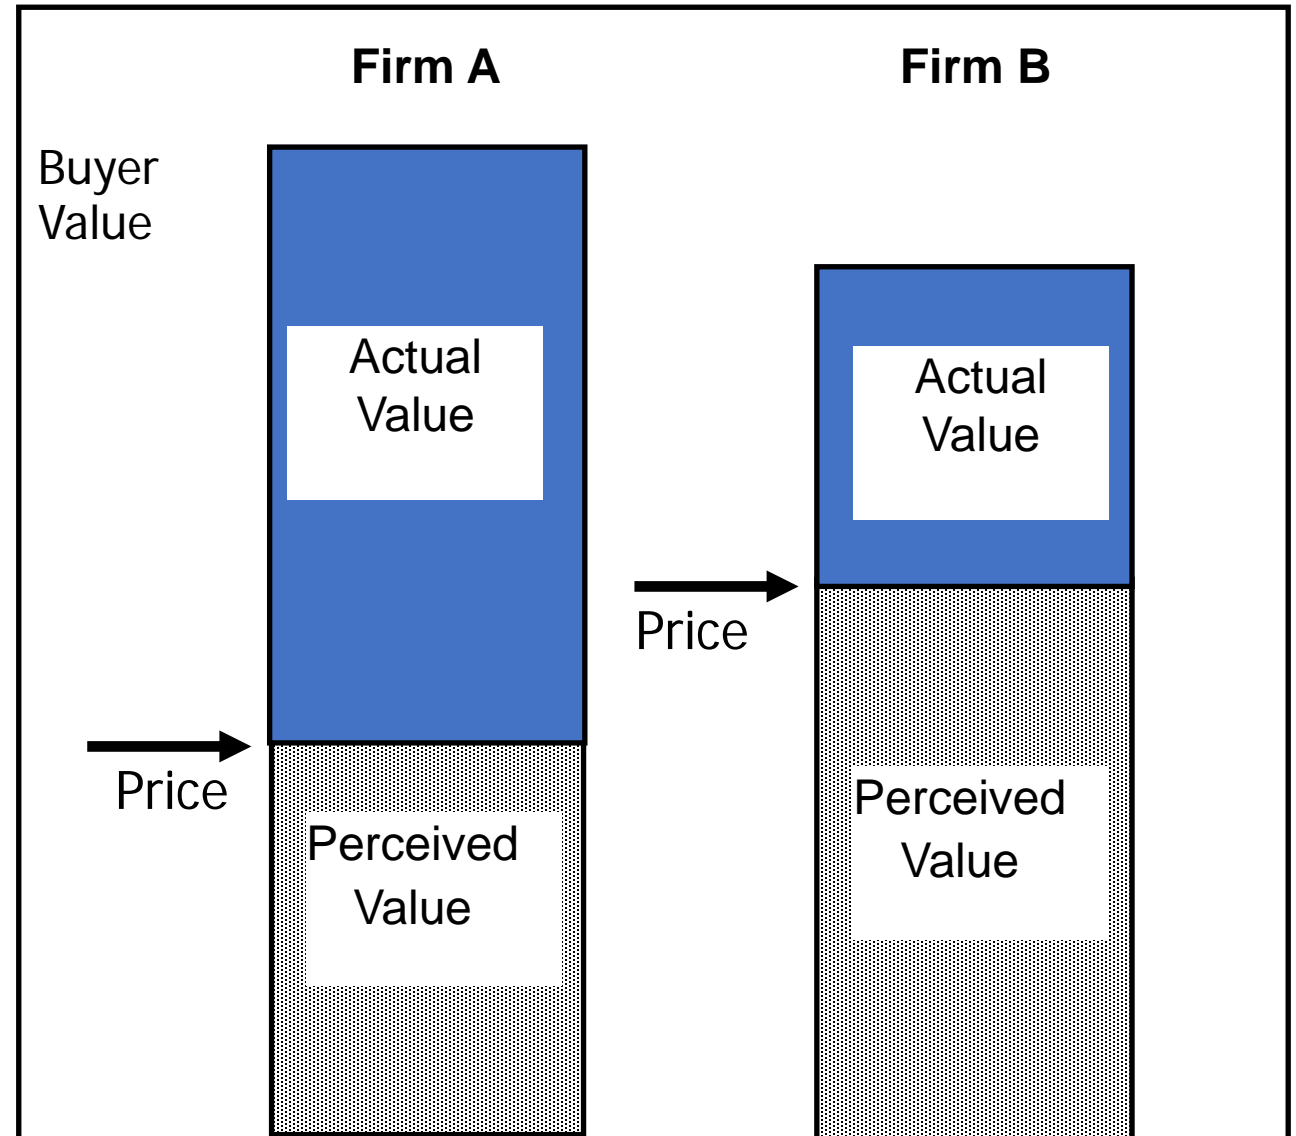 Firm A
Firm B
Buyer
Value
Actual
Value
Actual
Value
Price
Price
Perceived
Value
Perceived
Value